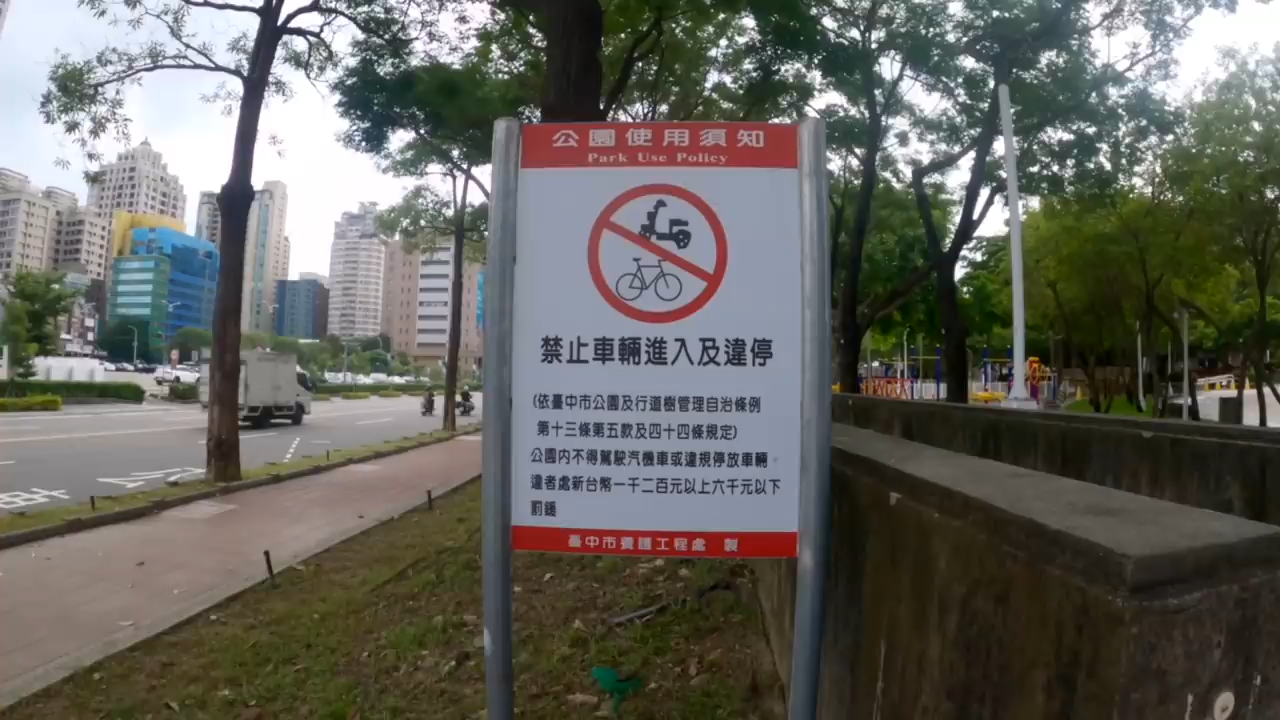 公園使用須知
Park Use Policy
禁止車輛進入及違停
(依臺中市公園及行道樹管理自治條例
第十三條第五款及四十四條規定)
公園內不得駕駛汽機車或違規停放車輛
違者處新台幣一千二百元以上六千元以下
罰鍰
臺中市養護工程處 製